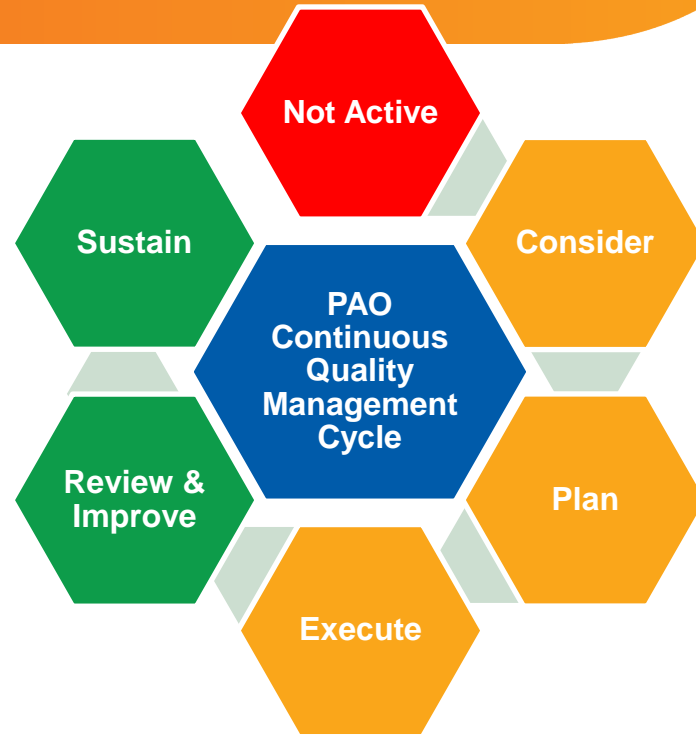 Not Active
Sustain
Consider
PAO
Continuous
Quality
Management
Cycle
Review &
Improve
Plan
Execute